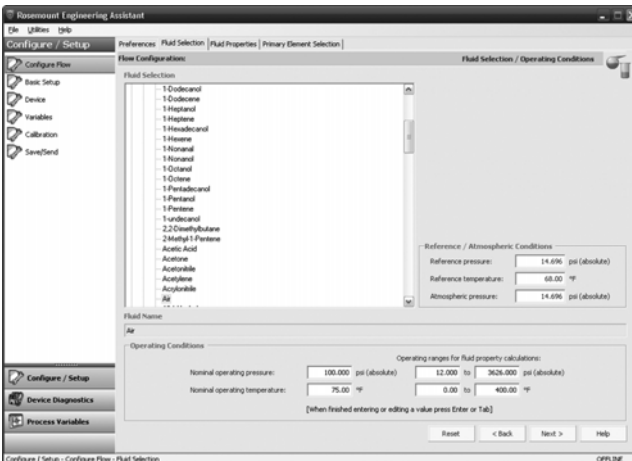 Rosemount Engineering Assistant
File Utilities Help
Configure / Setup
Preferences Fluid Selection Fluid Properties Primary Element Selection
Configure Flow
Basic Setup
Device
Variables
Calibration
Save/Send
Flow Configuration: Fluid Selection / Operating Conditions
Fluid Selection
1-Dodecanol
1-Dodecene
1-Heptanol
1-Heptene
1-Hexadecanol
1-Hexene
1-Nonanal
1-Nonanol
1-Octanol
1-Octene
1-Pentadecanol
1-Pentanol
1-Pentene
1-undecanol
2,2-Dimethylbutane
2-Methyl-1-Pentene
Acetic Acid
Acetone
Acetonitrile
Acetylene
Acrylonitrile
Air
Reference / Atmospheric Conditions
Reference pressure: 14.696 psi (absolute)
Reference temperature: 68.00 °F
Atmospheric pressure: 14.696 psi (absolute)
Fluid Name
Air
Operating Conditions
Operating ranges for fluid property calculations:
Nominal operating pressure: 100.000 psi (absolute) 12.000 to 3626.000 psi (absolute)
Nominal operating temperature: 75.00 °F 0.00 to 400.00 °F
[When finished entering or editing a value press Enter or Tab]
Reset < Back Next > Help
Configure / Setup
Device Diagnostics
Process Variables
Configure / Setup - Configure Flow - Fluid Selection OFFLINE